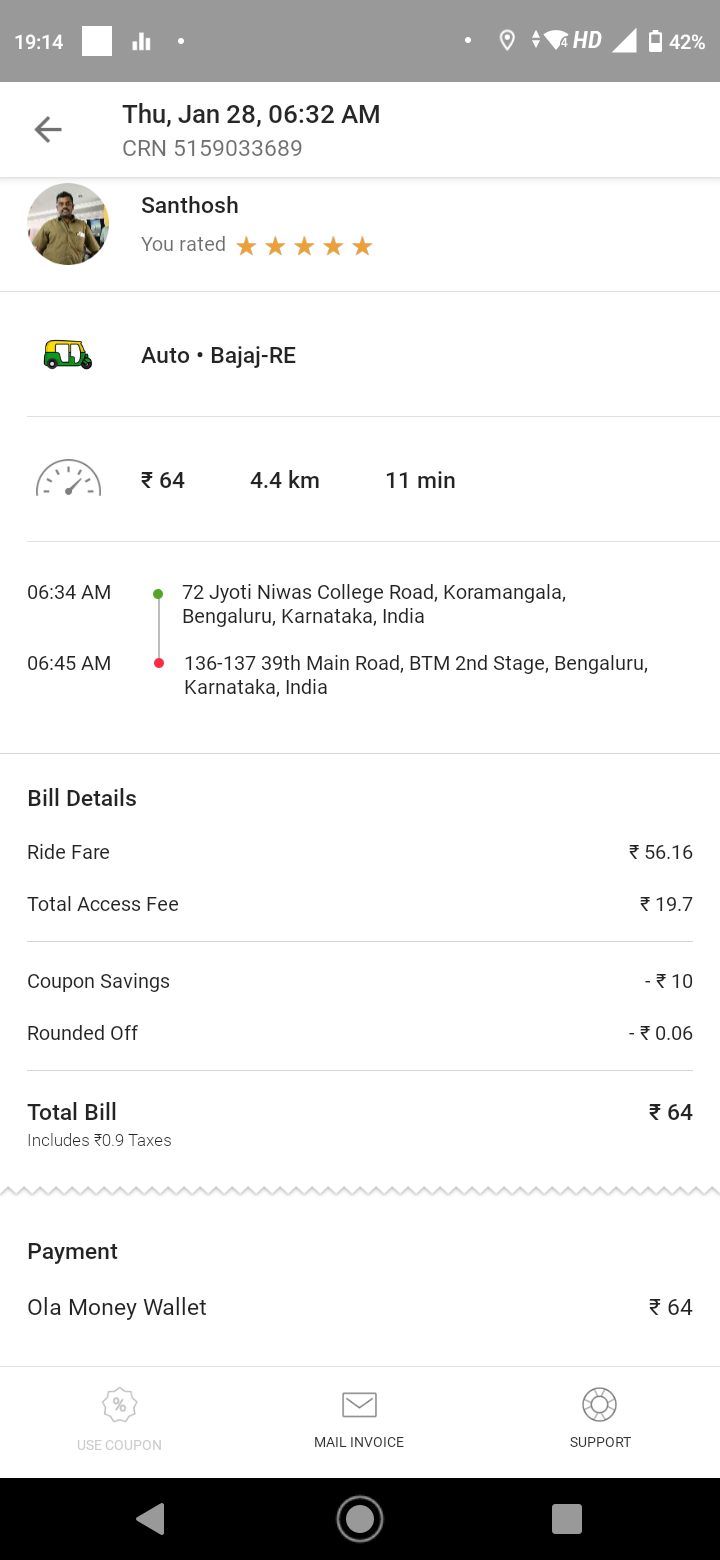 19:14
4 HD 42%
Thu, Jan 28, 06:32 AM
CRN 5159033689
Santhosh
You rated
Auto • Bajaj-RE
₹ 64 4.4 km 11 min
06:34 AM 72 Jyoti Niwas College Road, Koramangala,
Bengaluru, Karnataka, India
06:45 AM 136-137 39th Main Road, BTM 2nd Stage, Bengaluru,
Karnataka, India
Bill Details
Ride Fare ₹ 56.16
Total Access Fee ₹ 19.7
Coupon Savings - ₹ 10
Rounded Off - ₹ 0.06
Total Bill ₹ 64
Includes ₹0.9 Taxes
Payment
Ola Money Wallet ₹ 64
%
USE COUPON MAIL INVOICE SUPPORT